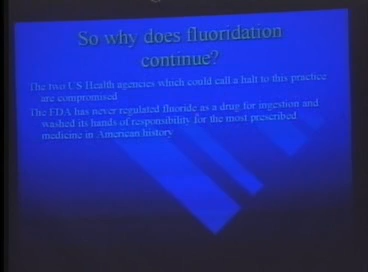 So why does fluoridation
continue?
The two US Health agencies which could call a halt to this practice
are compromised
The FDA has never regulated fluoride as a drug for ingestion and
washed its hands of responsibility for the most prescribed
medicine in American history